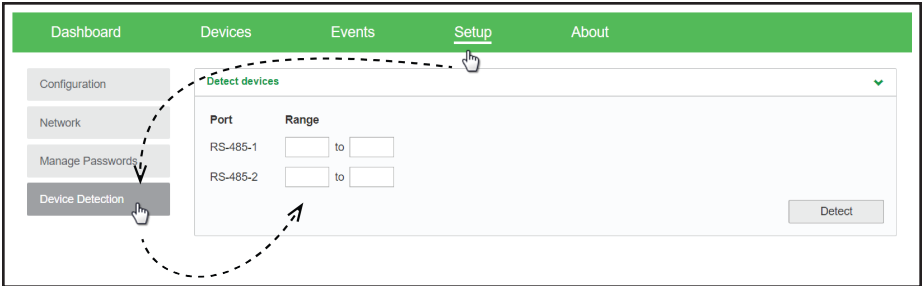 Dashboard Devices Events Setup About
Configuration
Network
Manage Passwords
Device Detection
Detect devices
Port Range
RS-485-1 to
RS-485-2 to
Detect